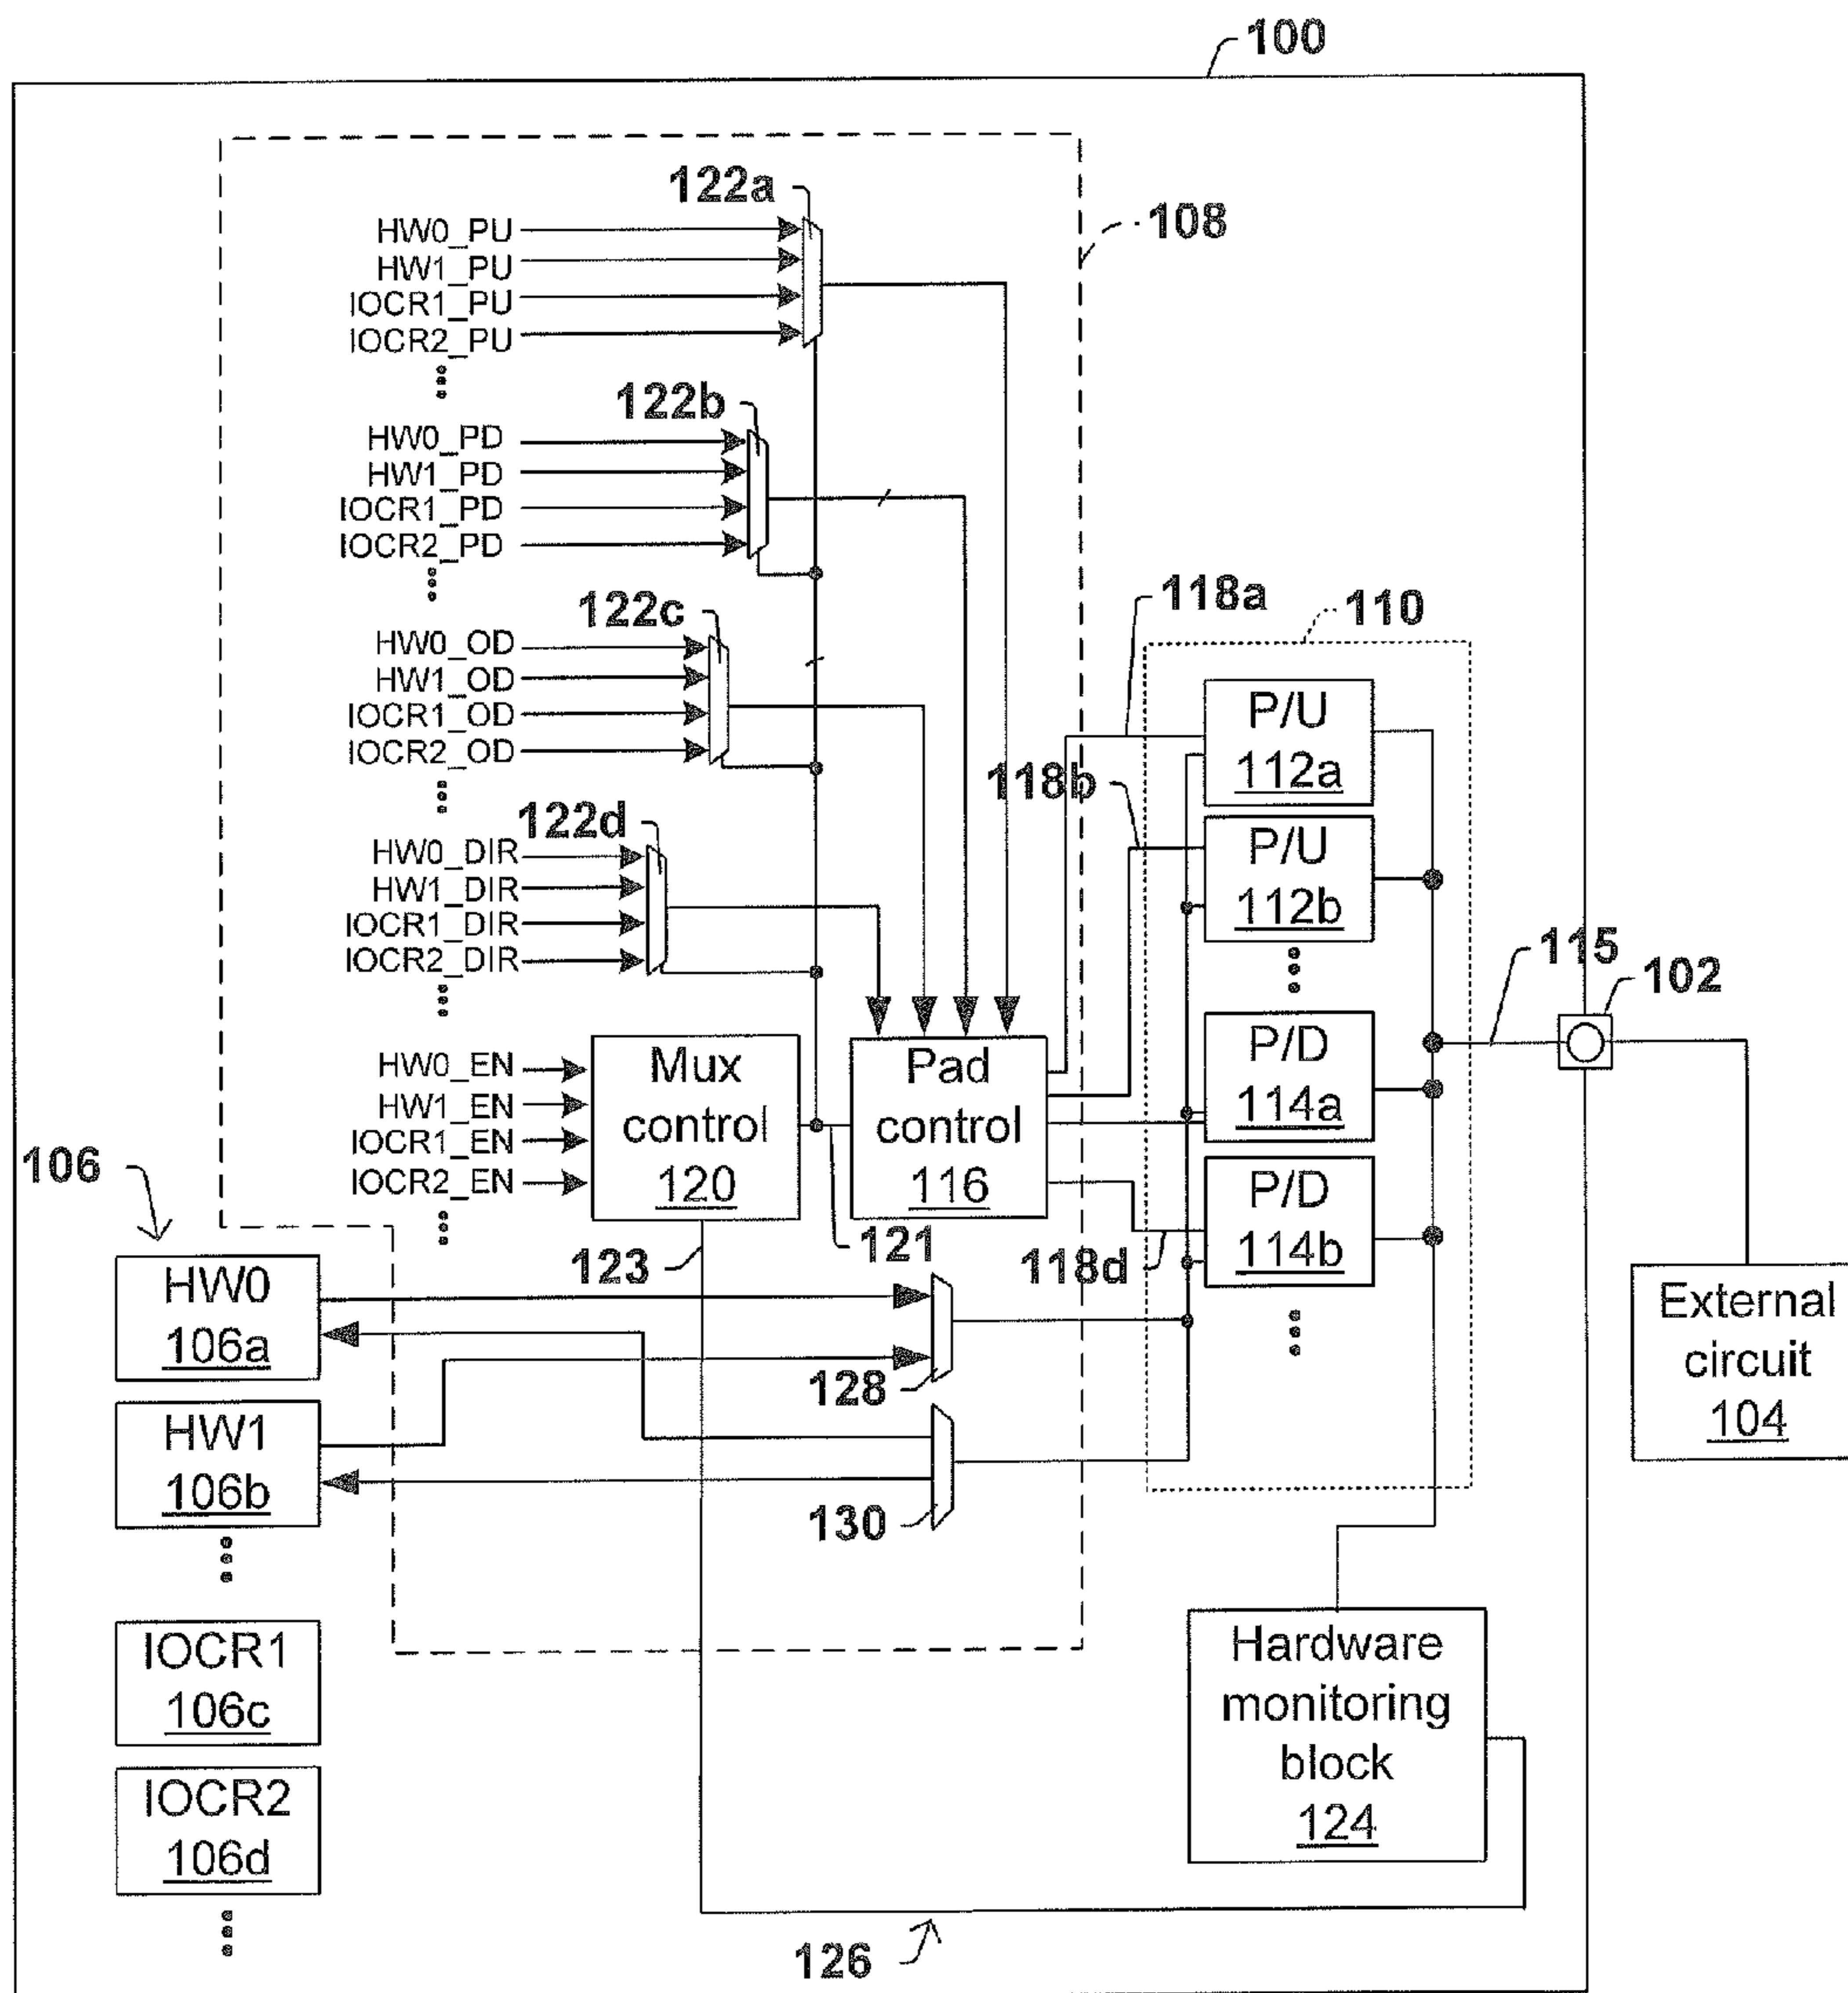 100
122a
108
HW0_PU
HW1_PU
IOCR1_PU
IOCR2_PU
122b
HW0_PD
HW1_PD
IOCR1_PD
IOCR2_PD
122c
118a
110
HW0_OD
HW1_OD
IOCR1_OD
IOCR2_OD
P/U
112a
118b
122d
HW0_DIR
HW1_DIR
IOCR1_DIR
IOCR2_DIR
P/U
112b
115
102
HW0_EN
HW1_EN
IOCR1_EN
IOCR2_EN
Mux
control
120
Pad
control
116
P/D
114a
P/D
114b
106
123
121
118d
HW0
106a
128
External
circuit
104
HW1
106b
130
IOCR1
106c
Hardware
monitoring
block
124
IOCR2
106d
126